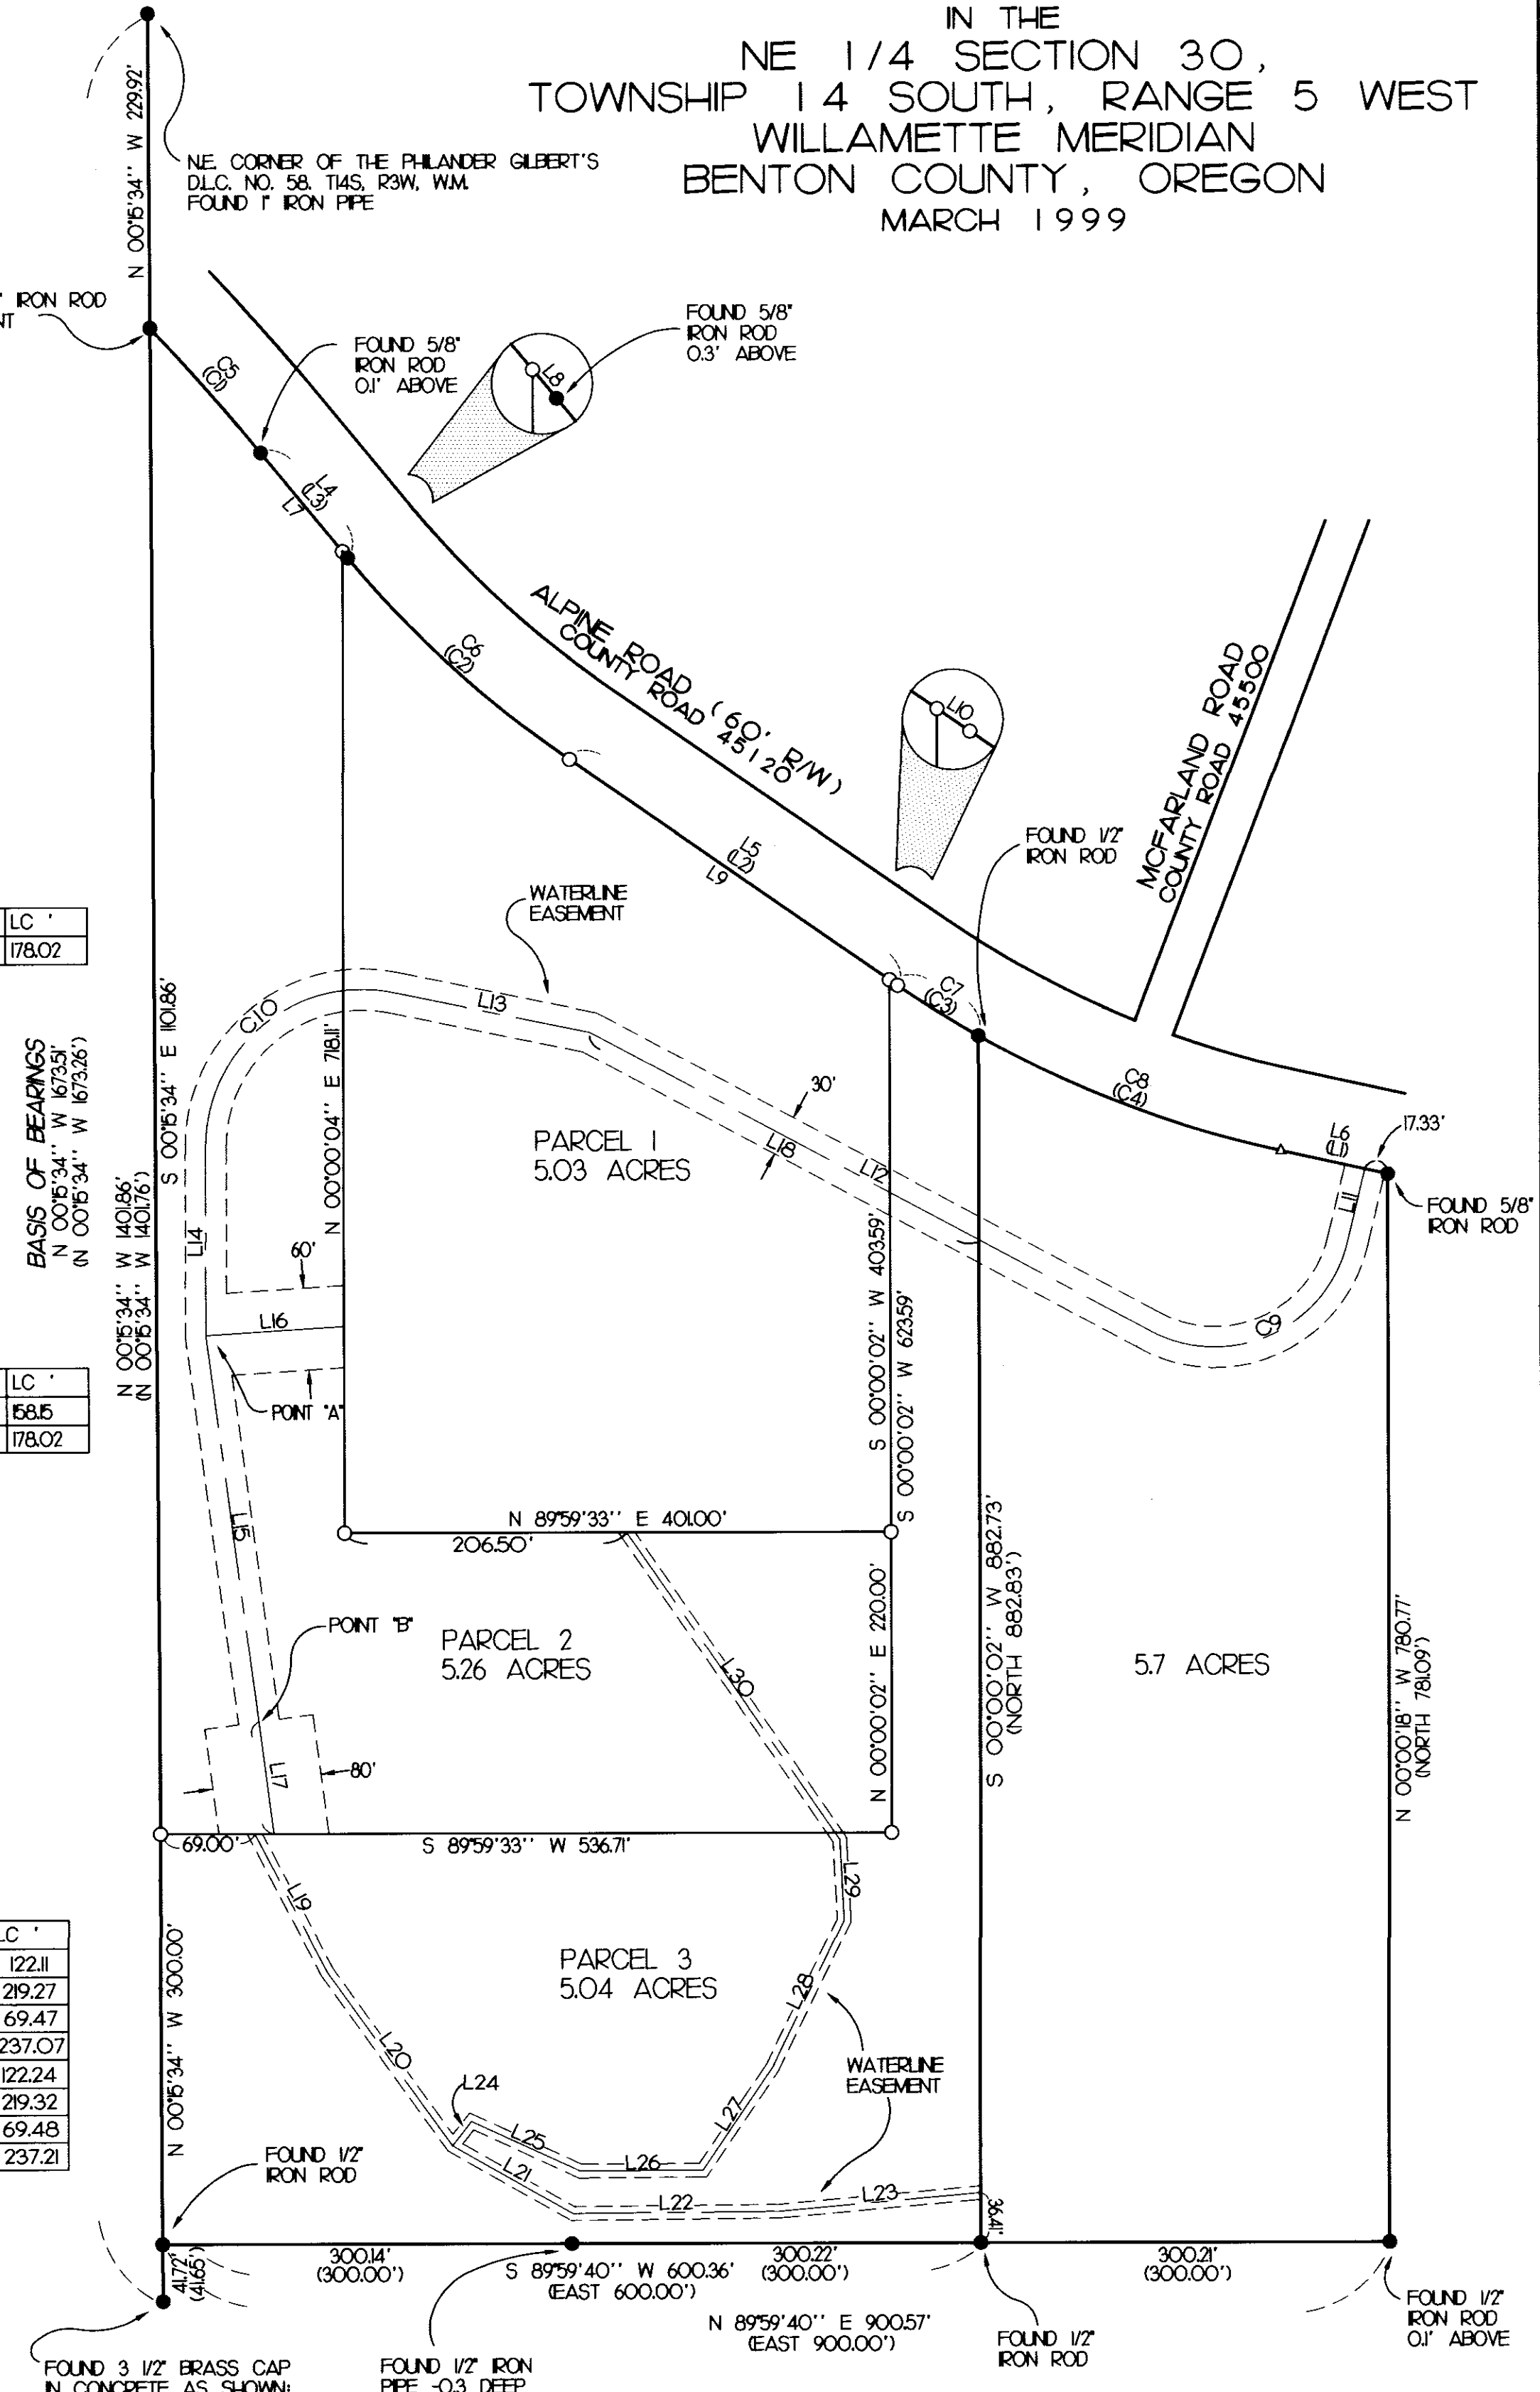 IN THE
NE 1/4 SECTION 30,
TOWNSHIP 14 SOUTH, RANGE 5 WEST
WILLAMETTE MERIDIAN
BENTON COUNTY, OREGON
MARCH 1999
N 00°15'34'' W 229.92'
N.E. CORNER OF THE PHILANDER GILBERT'S
D.L.C. NO. 58. T14S, R3W, W.M.
FOUND 1" IRON PIPE
" IRON ROD
NT
C5
(C1)
FOUND 5/8"
IRON ROD
0.1' ABOVE
L8
FOUND 5/8"
IRON ROD
0.3' ABOVE
L4
(L3)
L7
C6
(C2)
ALPINE ROAD (60' R/W)
COUNTY ROAD 45120
L10
MCFARLAND ROAD
COUNTY ROAD 45500
L5
(L2)
L9
FOUND 1/2"
IRON ROD
WATERLINE
EASEMENT
LC '
178.02
C7
(C3)
C8
(C4)
L6
(L1)
17.33'
FOUND 5/8"
IRON ROD
L11
C9
C10
L13
30'
L18
L12
BASIS OF BEARINGS
N 00°15'34'' W 1673.51'
(N 00°15'34'' W 1673.26')
N 00°15'34'' W 1401.86'
(N 00°15'34'' W 1401.76')
S 00°15'34'' E 1101.86'
N 00°00'04'' E 718.11'
PARCEL 1
5.03 ACRES
L14
60'
L16
POINT "A"
S 00°00'02'' W 403.59'
S 00°00'02'' W 623.59'
LC '
158.15
178.02
L15
N 89°59'33'' E 401.00'
206.50'
POINT "B"
PARCEL 2
5.26 ACRES
L30
N 00°00'02'' E 220.00'
S 00°00'02'' W 882.73'
(NORTH 882.83')
5.7 ACRES
N 00°00'18'' W 780.77'
(NORTH 781.09')
L17
80'
69.00'
S 89°59'33'' W 536.71'
L19
L29
LC '
122.11
219.27
69.47
237.07
122.24
219.32
69.48
237.21
N 00°15'34'' W 300.00'
PARCEL 3
5.04 ACRES
L28
L20
L24
WATERLINE
EASEMENT
L27
L25
L26
L21
L22
L23
36.41'
FOUND 1/2"
IRON ROD
41.72'
(41.65')
300.14'
(300.00')
S 89°59'40'' W 600.36'
(EAST 600.00')
300.22'
(300.00')
300.21'
(300.00')
N 89°59'40'' E 900.57'
(EAST 900.00')
FOUND 1/2"
IRON ROD
FOUND 1/2"
IRON ROD
0.1' ABOVE
FOUND 3 1/2" BRASS CAP
IN CONCRETE AS SHOWN:
FOUND 1/2" IRON
PIPE -0.3 DEEP